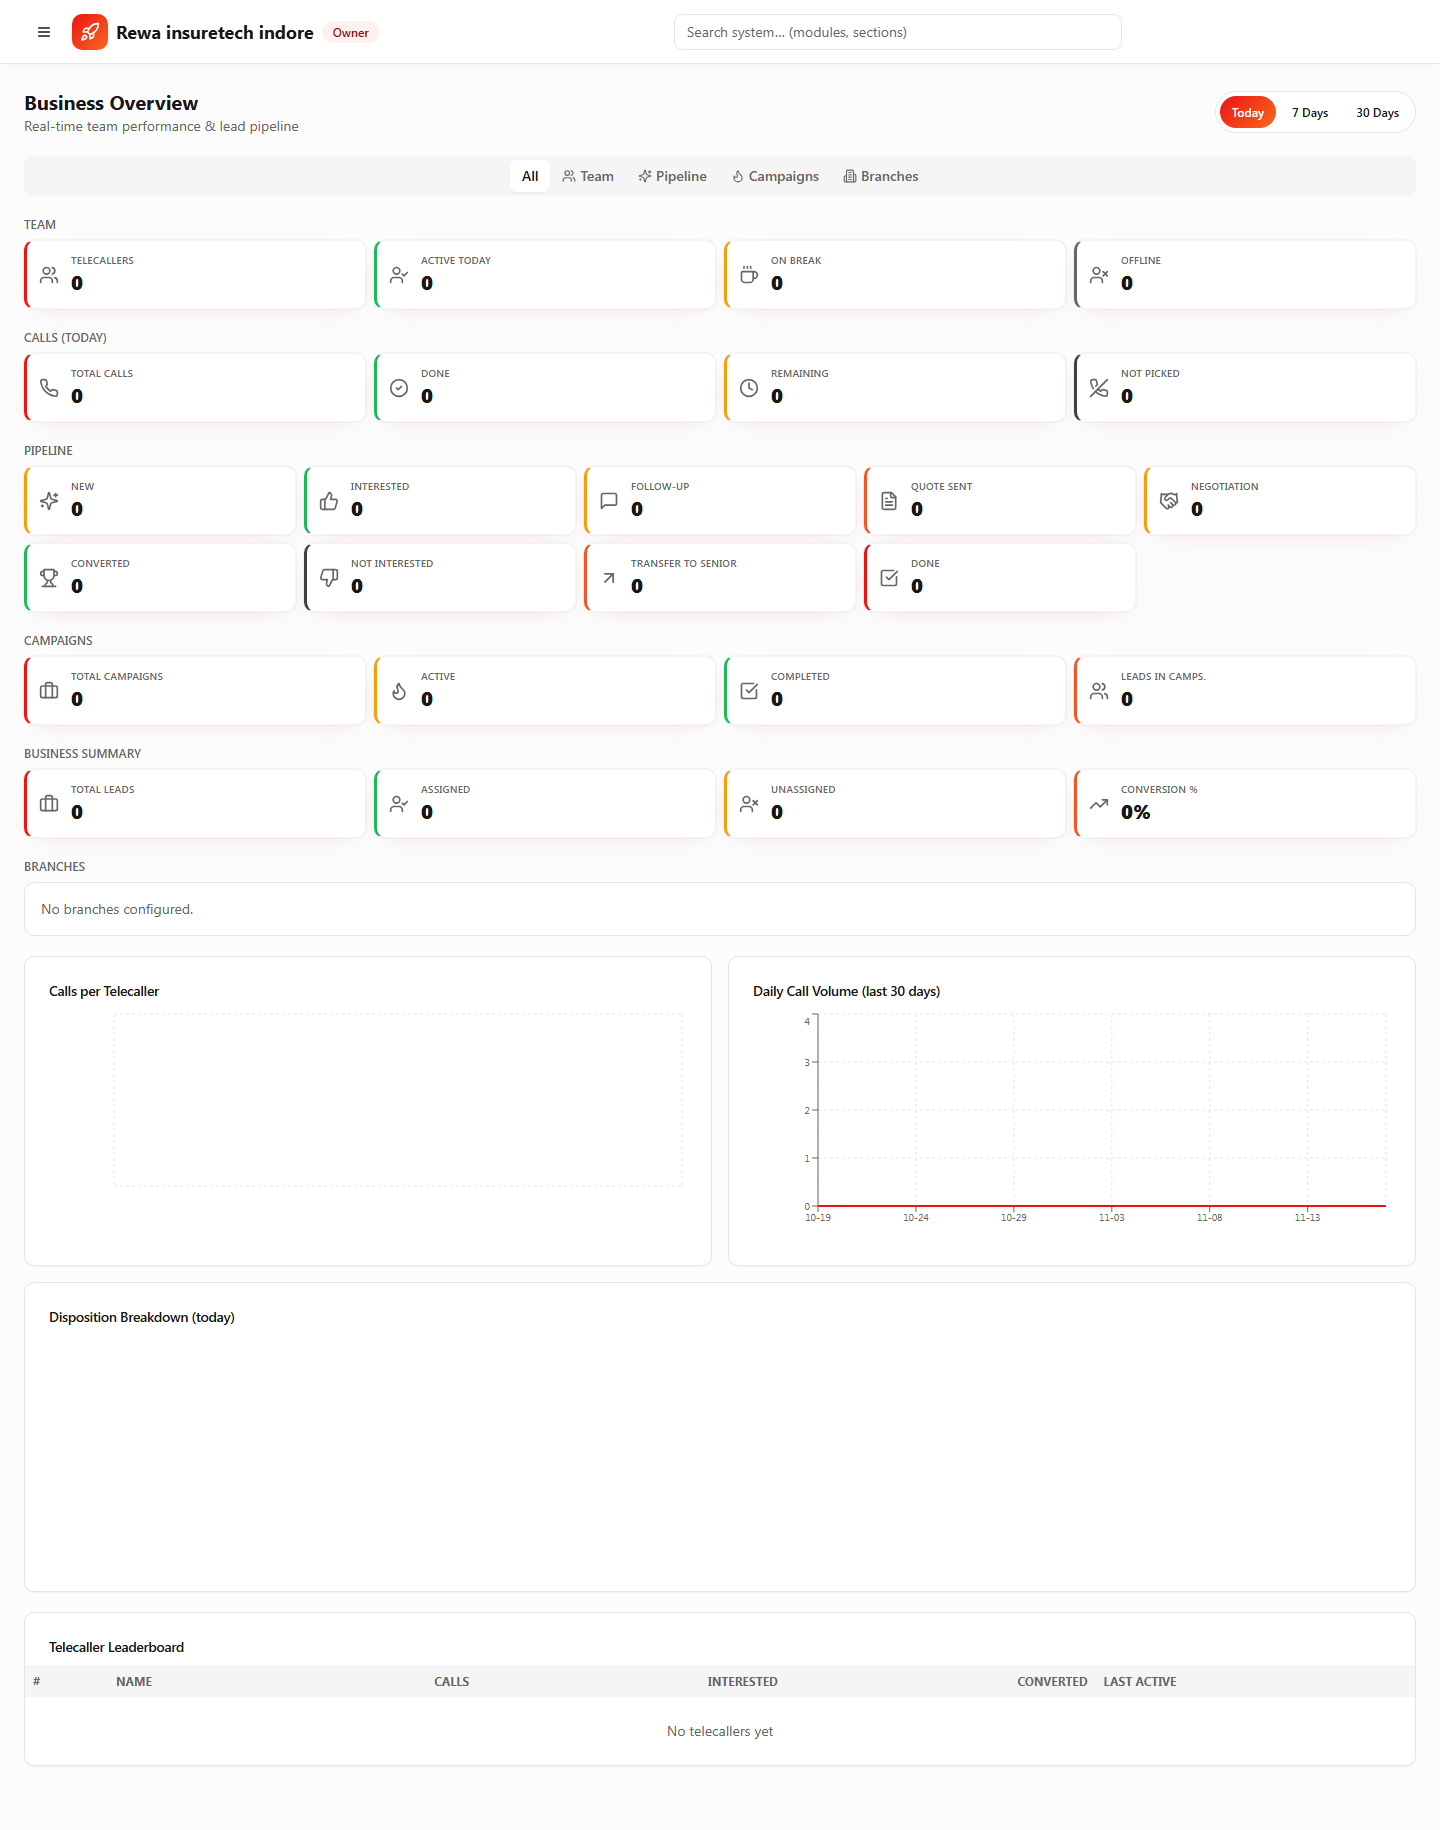 Rewa insuretech indore Owner
Search system... (modules, sections)
Business Overview
Real-time team performance & lead pipeline
Today 7 Days 30 Days
All Team Pipeline Campaigns Branches
TEAM
TELECALLERS
0
ACTIVE TODAY
0
ON BREAK
0
OFFLINE
0
CALLS (TODAY)
TOTAL CALLS
0
DONE
0
REMAINING
0
NOT PICKED
0
PIPELINE
NEW
0
INTERESTED
0
FOLLOW-UP
0
QUOTE SENT
0
NEGOTIATION
0
CONVERTED
0
NOT INTERESTED
0
TRANSFER TO SENIOR
0
DONE
0
CAMPAIGNS
TOTAL CAMPAIGNS
0
ACTIVE
0
COMPLETED
0
LEADS IN CAMPS.
0
BUSINESS SUMMARY
TOTAL LEADS
0
ASSIGNED
0
UNASSIGNED
0
CONVERSION %
0%
BRANCHES
No branches configured.
Calls per Telecaller
Daily Call Volume (last 30 days)
4
3
2
1
0
10-19 10-24 10-29 11-03 11-08 11-13
Disposition Breakdown (today)
Telecaller Leaderboard
# NAME CALLS INTERESTED CONVERTED LAST ACTIVE
No telecallers yet